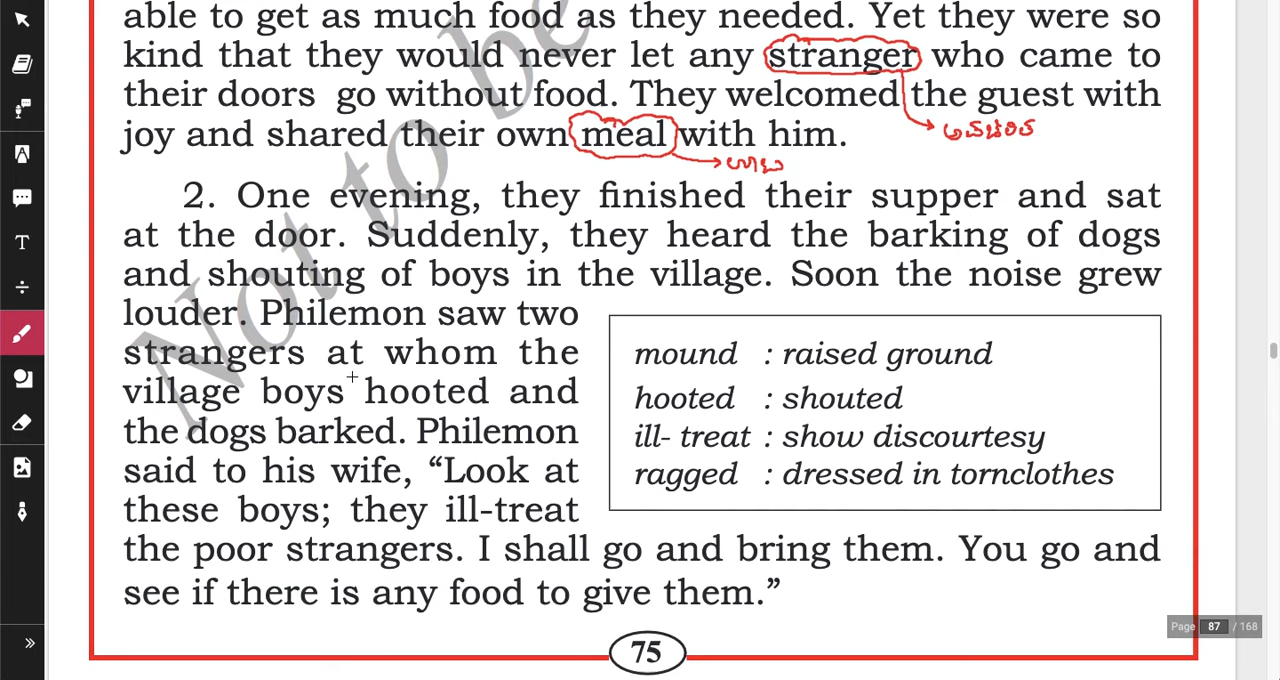 able to get as much food as they needed. Yet they were so
kind that they would never let any stranger who came to
their doors go without food. They welcomed the guest with
joy and shared their own meal with him.
ಅಪರಿಚಿತ
ಊಟ
2. One evening, they finished their supper and sat
at the door. Suddenly, they heard the barking of dogs
and shouting of boys in the village. Soon the noise grew
louder. Philemon saw two
strangers at whom the
village boys hooted and
the dogs barked. Philemon
said to his wife, “Look at
these boys; they ill-treat
the poor strangers. I shall go and bring them. You go and
see if there is any food to give them.”
mound : raised ground
hooted : shouted
ill- treat : show discourtesy
ragged : dressed in tornclothes
75
Page 87 / 168
Not to be